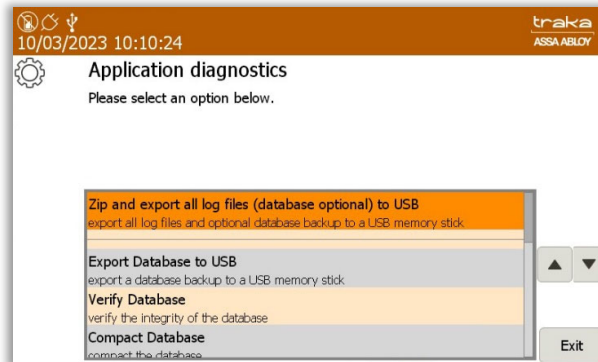 10/03/2023 10:10:24
traka
ASSA ABLOY
Application diagnostics
Please select an option below.
Zip and export all log files (database optional) to USB
export all log files and optional database backup to a USB memory stick
Export Database to USB
export a database backup to a USB memory stick
Verify Database
verify the integrity of the database
Compact Database
compact the database
Exit